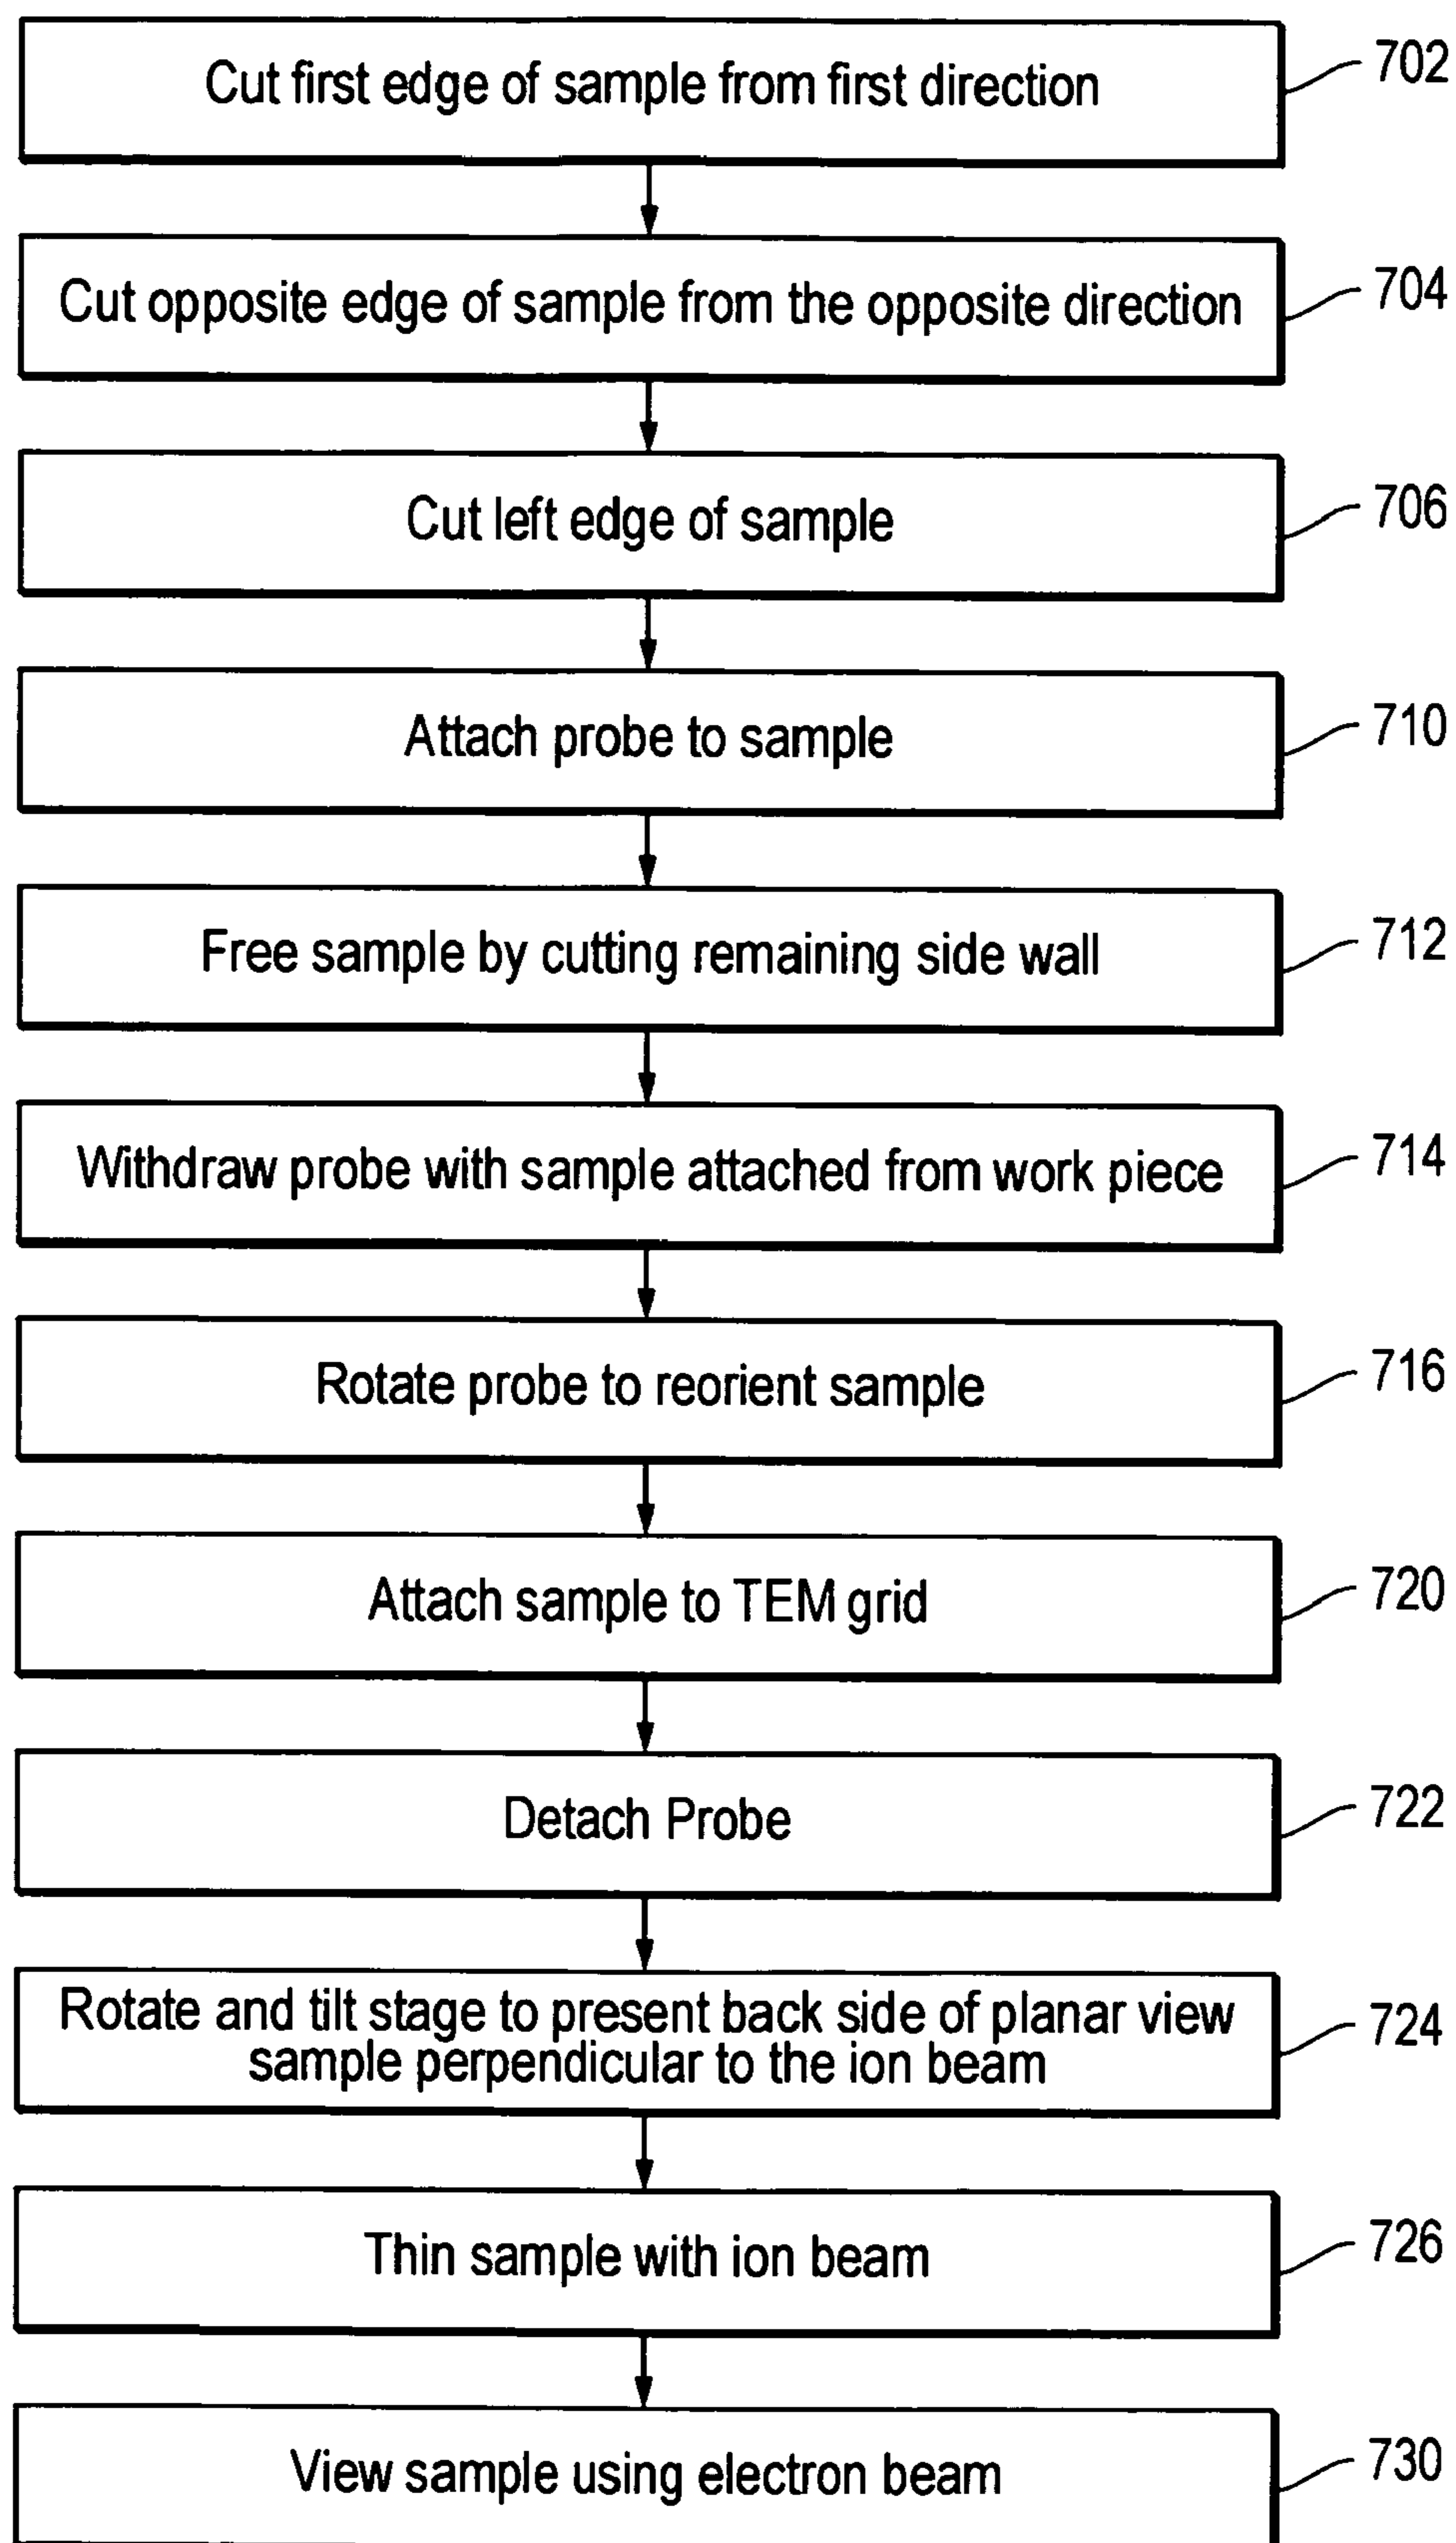 Cut first edge of sample from first direction
702
Cut opposite edge of sample from the opposite direction
704
Cut left edge of sample
706
Attach probe to sample
710
Free sample by cutting remaining side wall
712
Withdraw probe with sample attached from work piece
714
Rotate probe to reorient sample
716
Attach sample to TEM grid
720
Detach Probe
722
Rotate and tilt stage to present back side of planar view
sample perpendicular to the ion beam
724
Thin sample with ion beam
726
View sample using electron beam
730